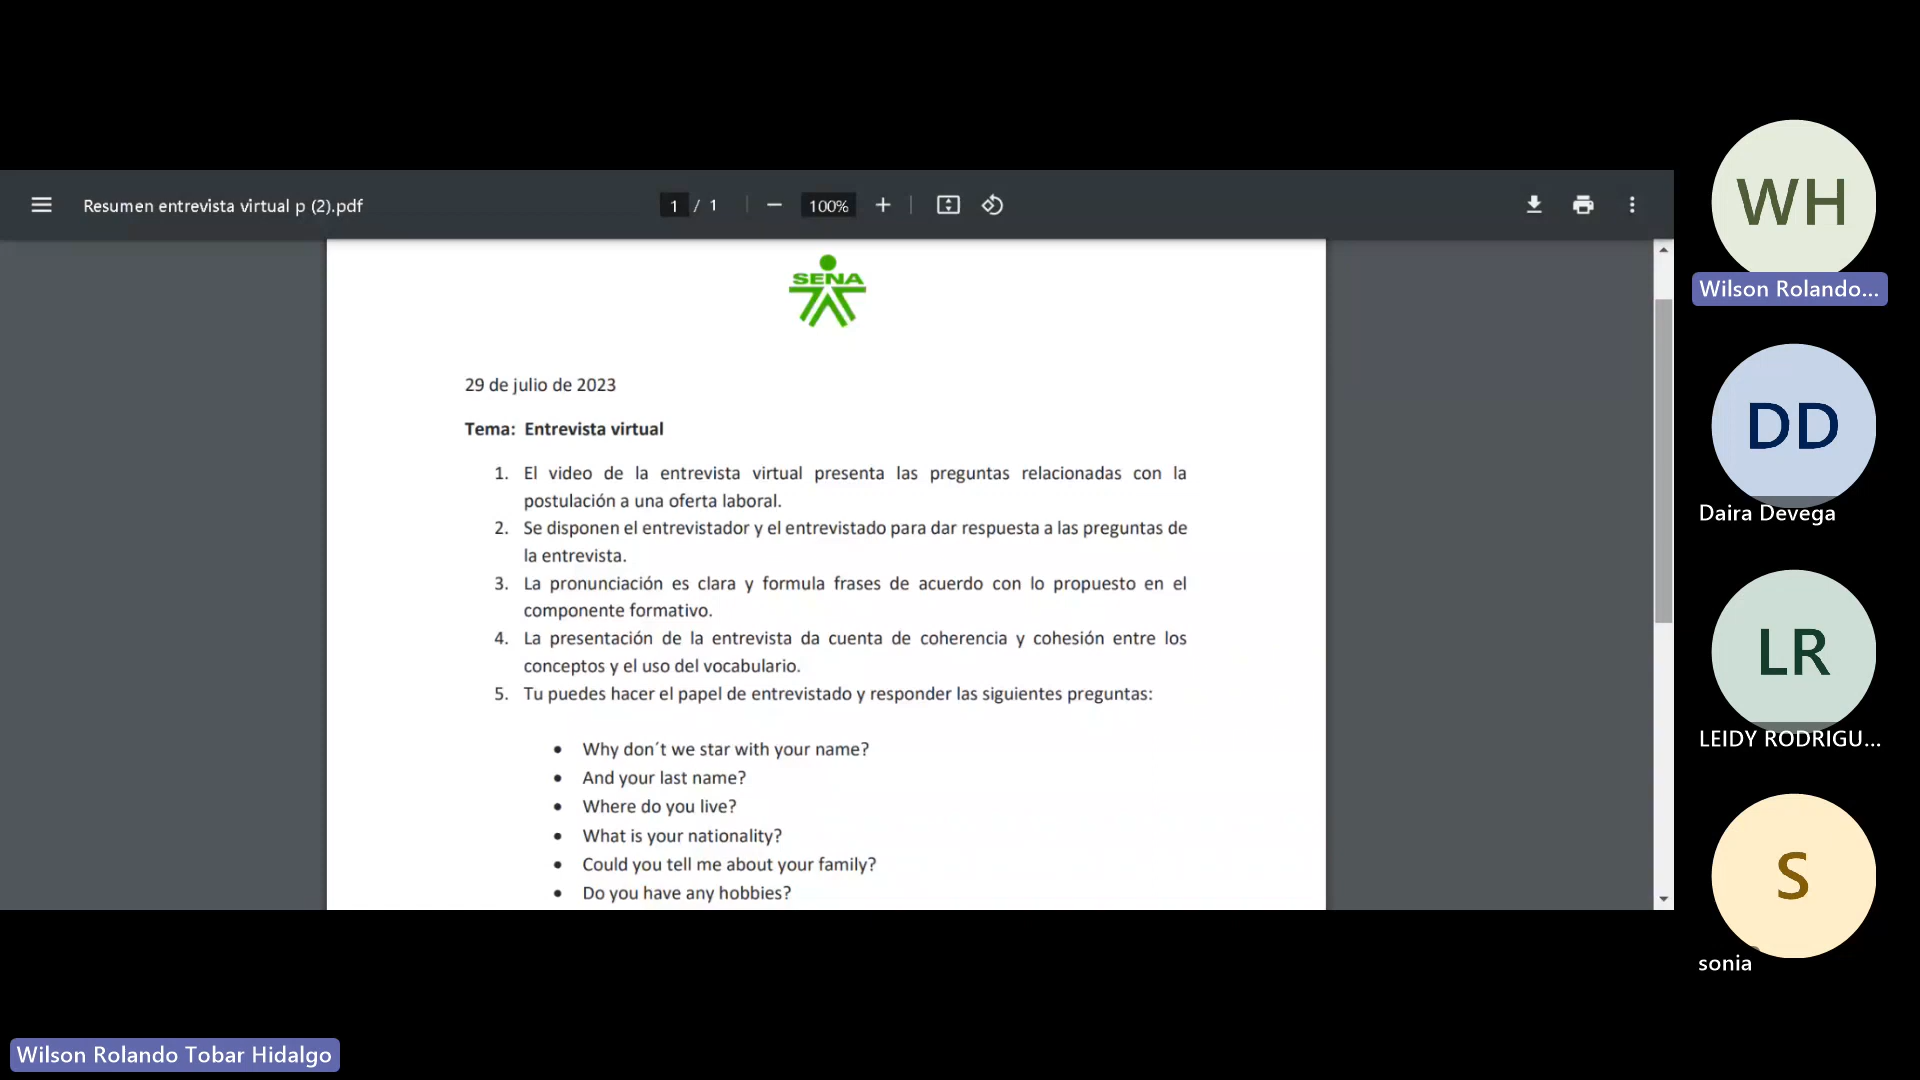 Resumen entrevista virtual p (2).pdf
1 / 1
100%
SENA
29 de julio de 2023
Tema: Entrevista virtual
1. El video de la entrevista virtual presenta las preguntas relacionadas con la
postulación a una oferta laboral.
2. Se disponen el entrevistador y el entrevistado para dar respuesta a las preguntas de
la entrevista.
3. La pronunciación es clara y formula frases de acuerdo con lo propuesto en el
componente formativo.
4. La presentación de la entrevista da cuenta de coherencia y cohesión entre los
conceptos y el uso del vocabulario.
5. Tu puedes hacer el papel de entrevistado y responder las siguientes preguntas:
• Why don´t we star with your name?
• And your last name?
• Where do you live?
• What is your nationality?
• Could you tell me about your family?
• Do you have any hobbies?
WH
Wilson Rolando...
DD
Daira Devega
LR
LEIDY RODRIGU...
S
sonia
Wilson Rolando Tobar Hidalgo